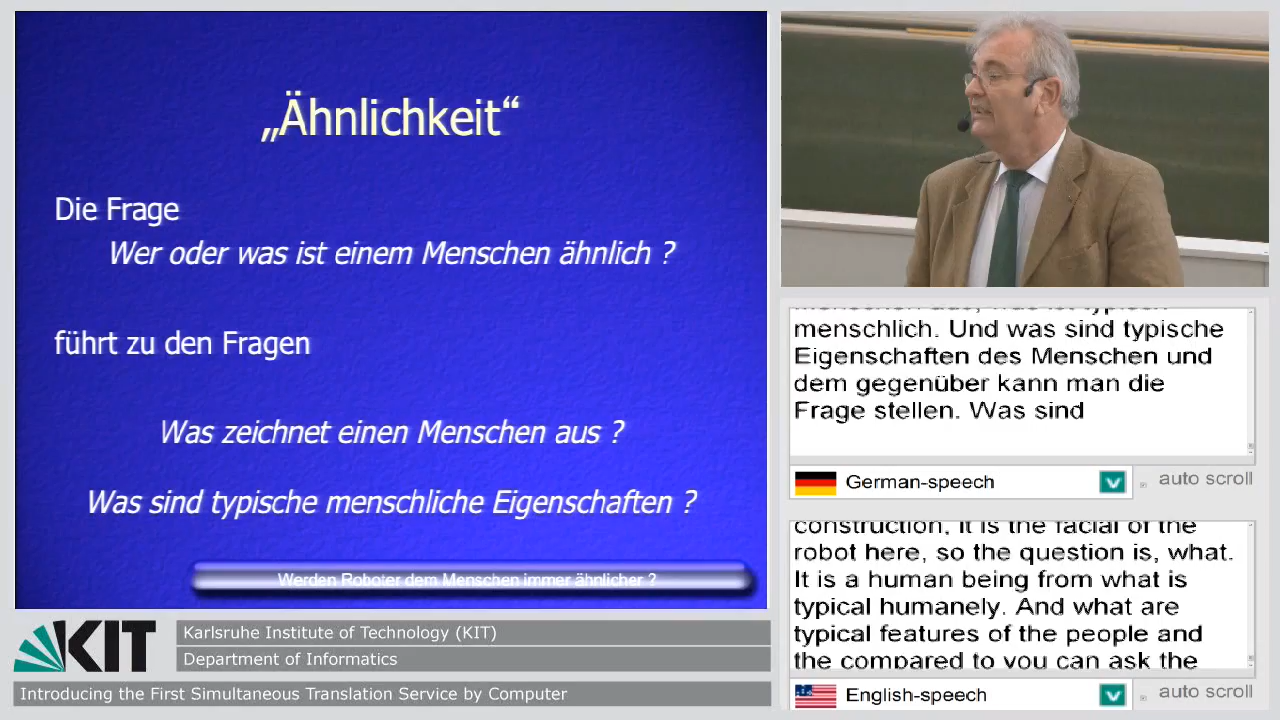 „Ähnlichkeit“
Die Frage
Wer oder was ist einem Menschen ähnlich ?
führt zu den Fragen
Was zeichnet einen Menschen aus ?
Was sind typische menschliche Eigenschaften ?
Werden Roboter dem Menschen immer ähnlicher ?
menschlich. Und was sind typische
Eigenschaften des Menschen und
dem gegenüber kann man die
Frage stellen. Was sind
German-speech
auto scroll
construction, it is the facial of the
robot here, so the question is, what.
It is a human being from what is
typical humanely. And what are
typical features of the people and
the compared to you can ask the
English-speech
auto scroll
KIT
Karlsruhe Institute of Technology (KIT)
Department of Informatics
Introducing the First Simultaneous Translation Service by Computer